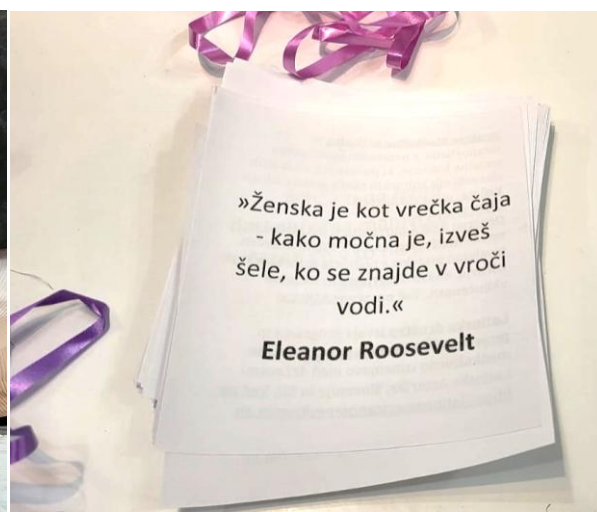 »Ženska je kot vrečka čaja
- kako močna je, izveš
šele, ko se znajde v vroči
vodi.«
Eleanor Roosevelt